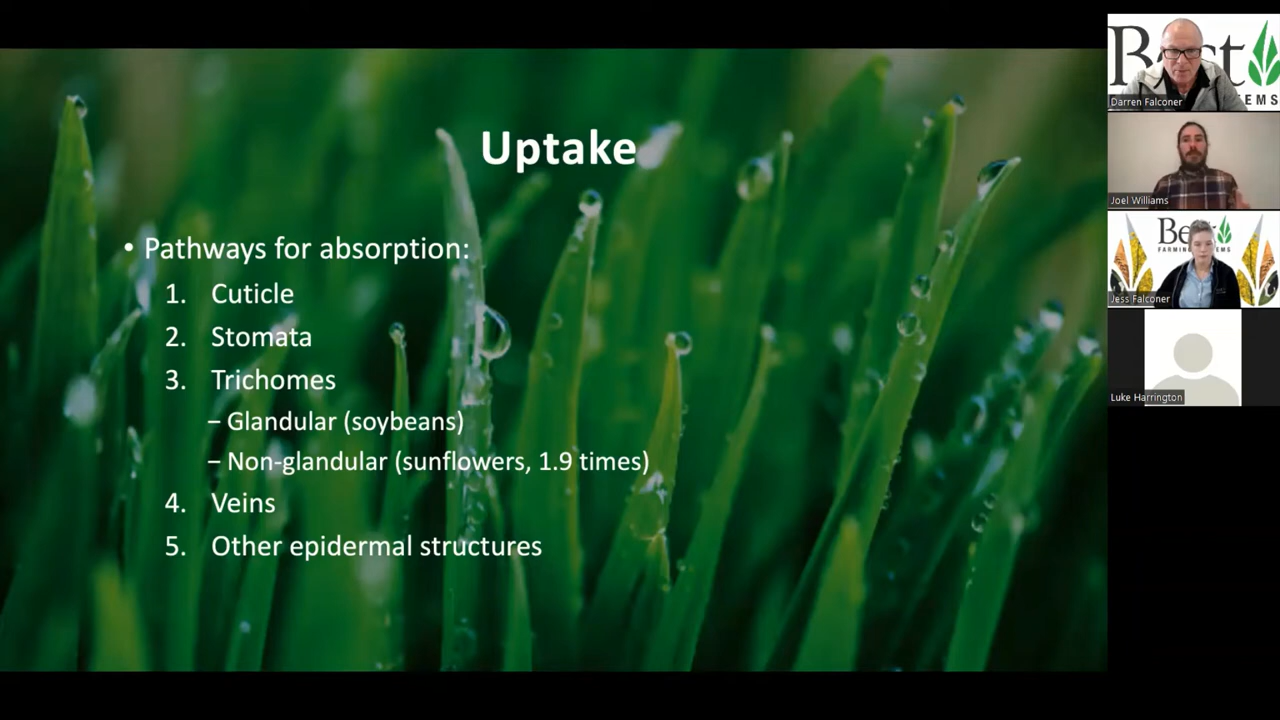 Uptake
• Pathways for absorption:
1. Cuticle
2. Stomata
3. Trichomes
– Glandular (soybeans)
– Non-glandular (sunflowers, 1.9 times)
4. Veins
5. Other epidermal structures
Darren Falconer
Joel Williams
Jess Falconer
Luke Harrington